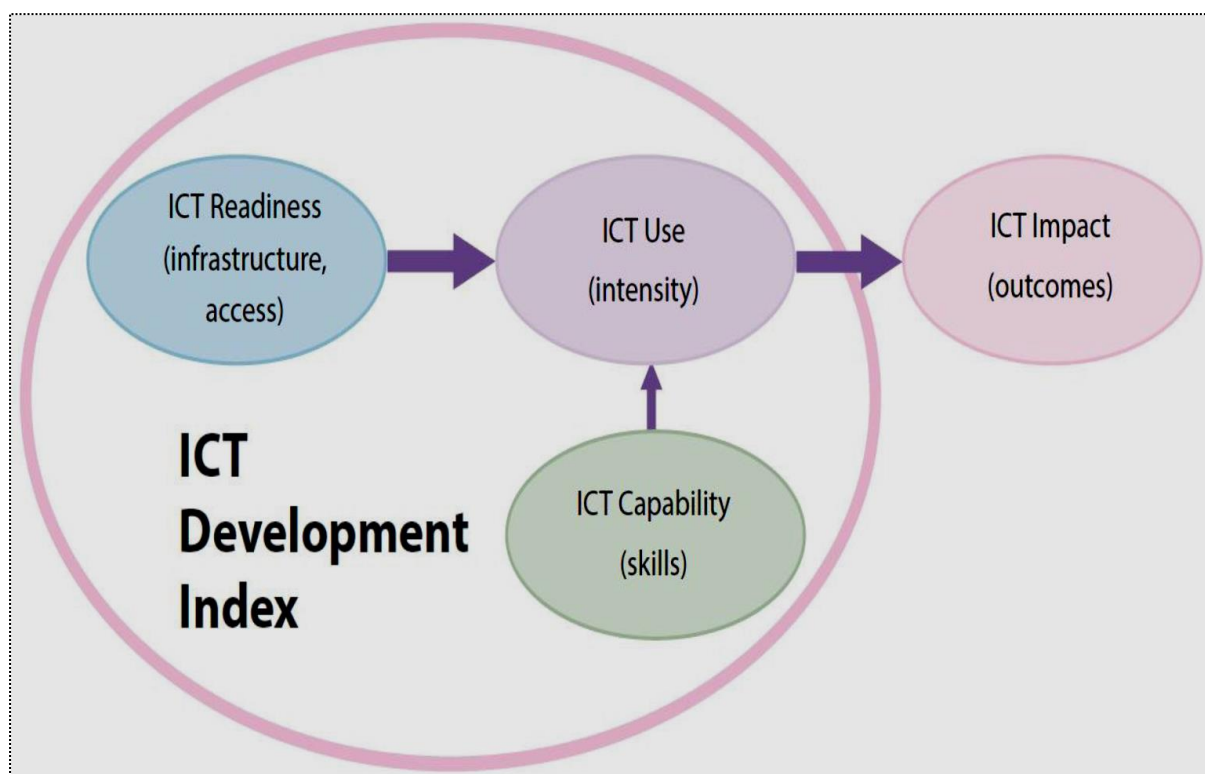 ICT Readiness
(infrastructure,
access)
ICT Use
(intensity)
ICT Impact
(outcomes)
ICT
Development
Index
ICT Capability
(skills)